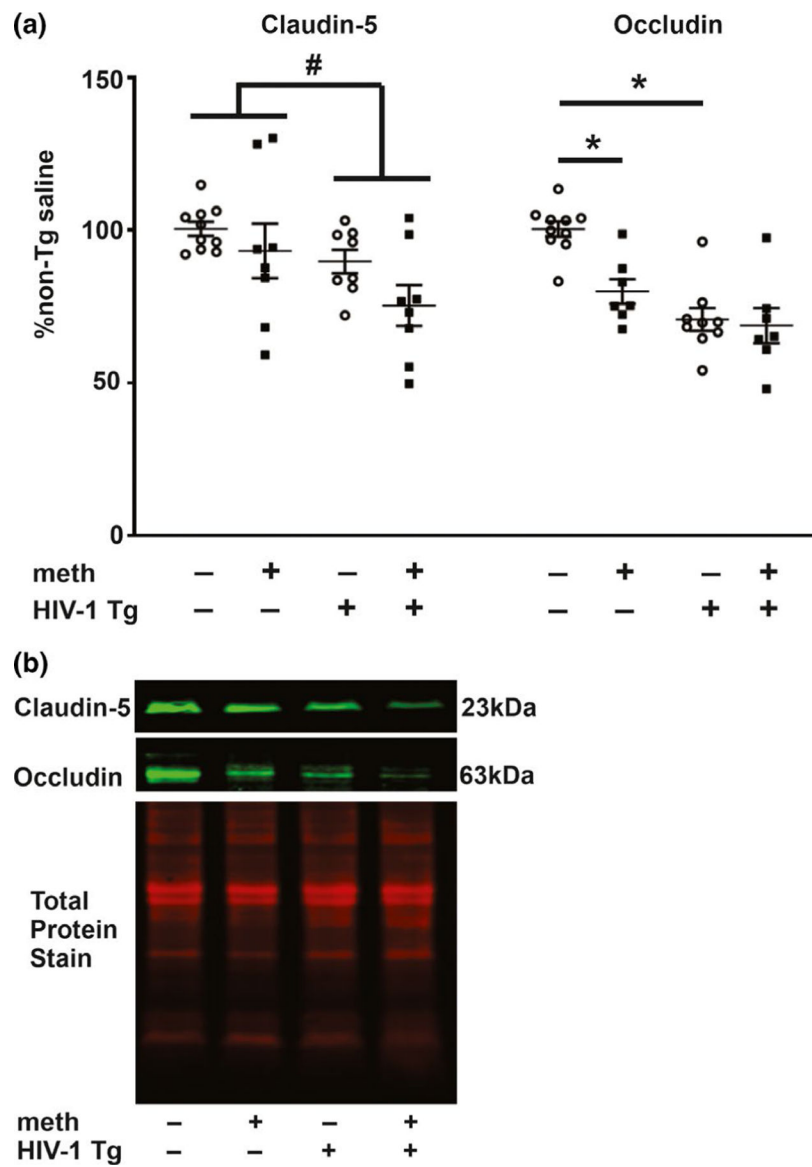 (a)
Claudin-5 Occludin
# * *
150
100
50
0
%non-Tg saline
meth – + – + – + – +
HIV-1 Tg – – + + – – + +
(b)
Claudin-5 23kDa
Occludin 63kDa
Total
Protein
Stain
meth – + – +
HIV-1 Tg – – + +